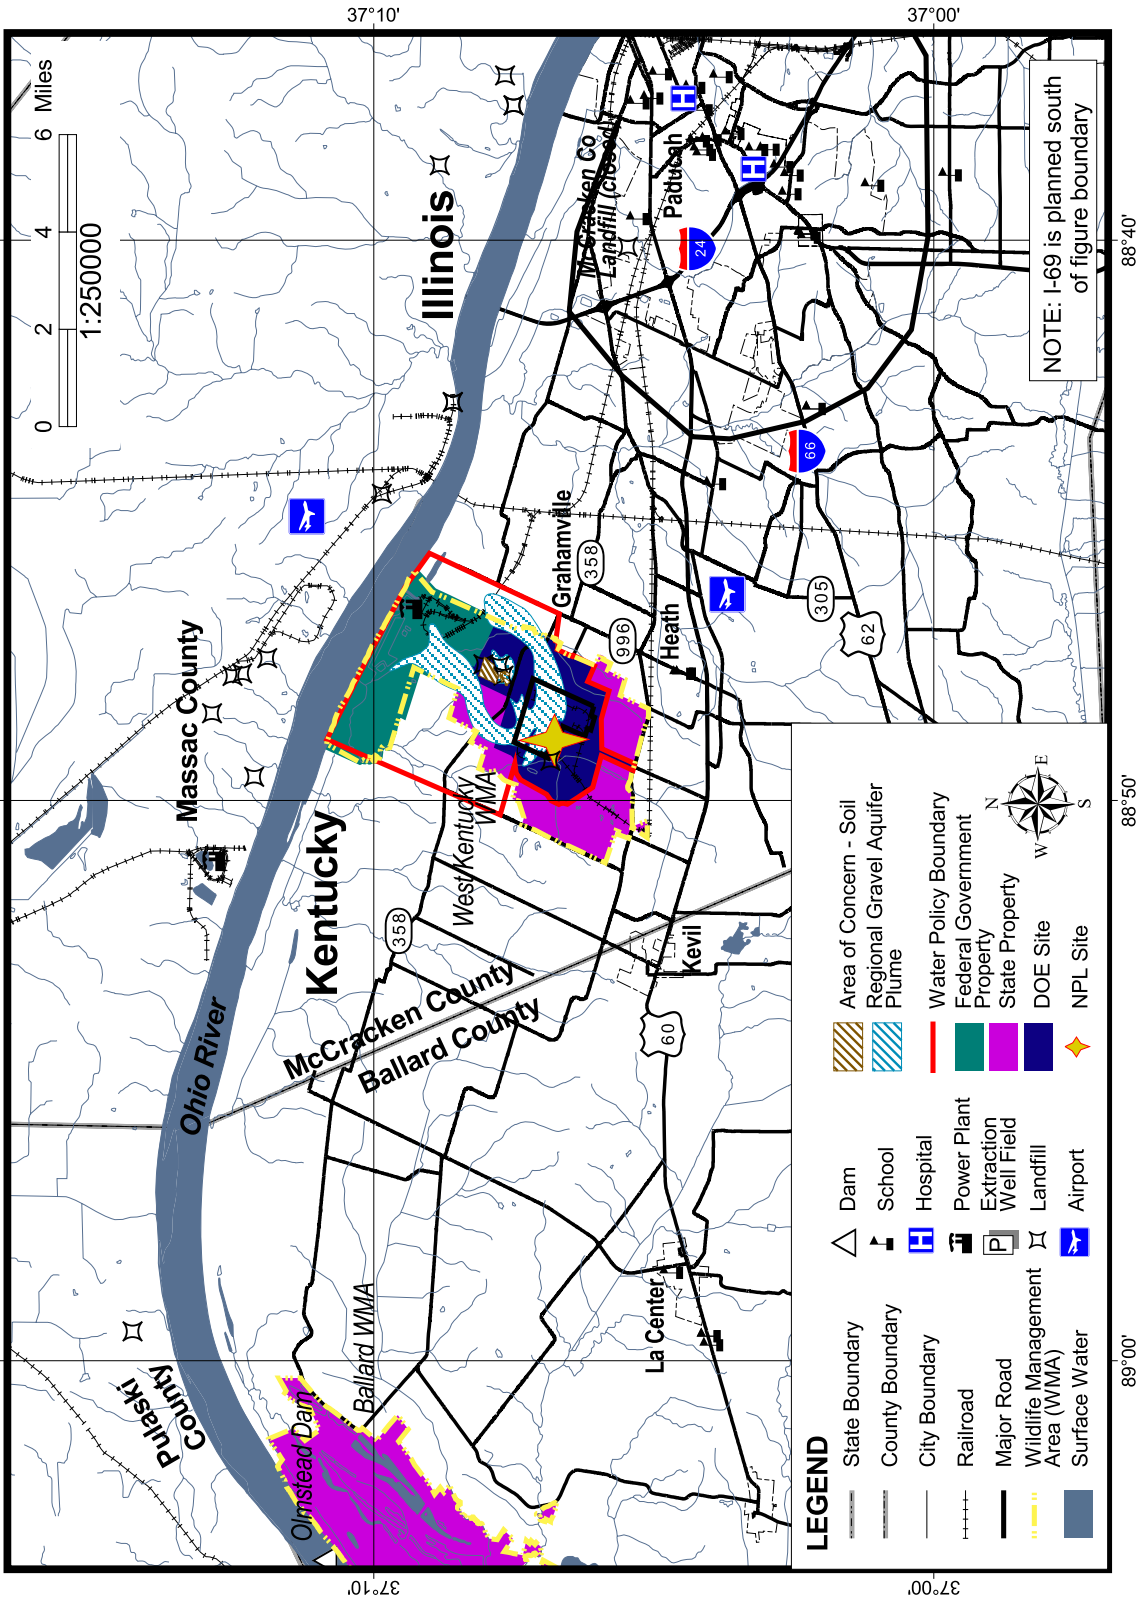 37°10'
37°00'
0 2 4 6 Miles
1:250000
Illinois
Massac County
Pulaski
County
Ohio River
Kentucky
McCracken Co
Landfill (closed)
Paducah
24
88°40'
Grahamville
358
66
996
Heath
305
62
West Kentucky
WMA
358
88°50'
Kevil
McCracken County
Ballard County
60
Ballard WMA
Olmstead Dam
La Center
89°00'
37°10'
37°00'
NOTE: I-69 is planned south
of figure boundary
LEGEND
State Boundary
County Boundary
City Boundary
Railroad
Major Road
Wildlife Management
Area (WMA)
Surface Water
Dam
School
H Hospital
Power Plant
P Extraction
Well Field
Landfill
Airport
Area of Concern - Soil
Regional Gravel Aquifer
Plume
Water Policy Boundary
Federal Government
Property
State Property
DOE Site
NPL Site
N
E
S
W
H
H